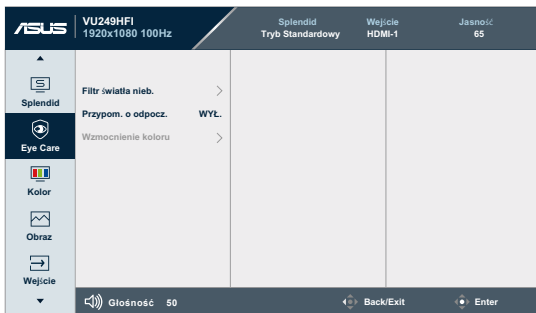 ASUS
VU249HFI
1920x1080 100Hz
Splendid
Tryb Standardowy
Wejście
HDMI-1
Jasność
65
Splendid
Eye Care
Kolor
Obraz
Wejście
Filtr światła nieb.
Przypom. o odpocz. WYŁ.
Wzmocnienie koloru
Głośność 50
Back/Exit
Enter